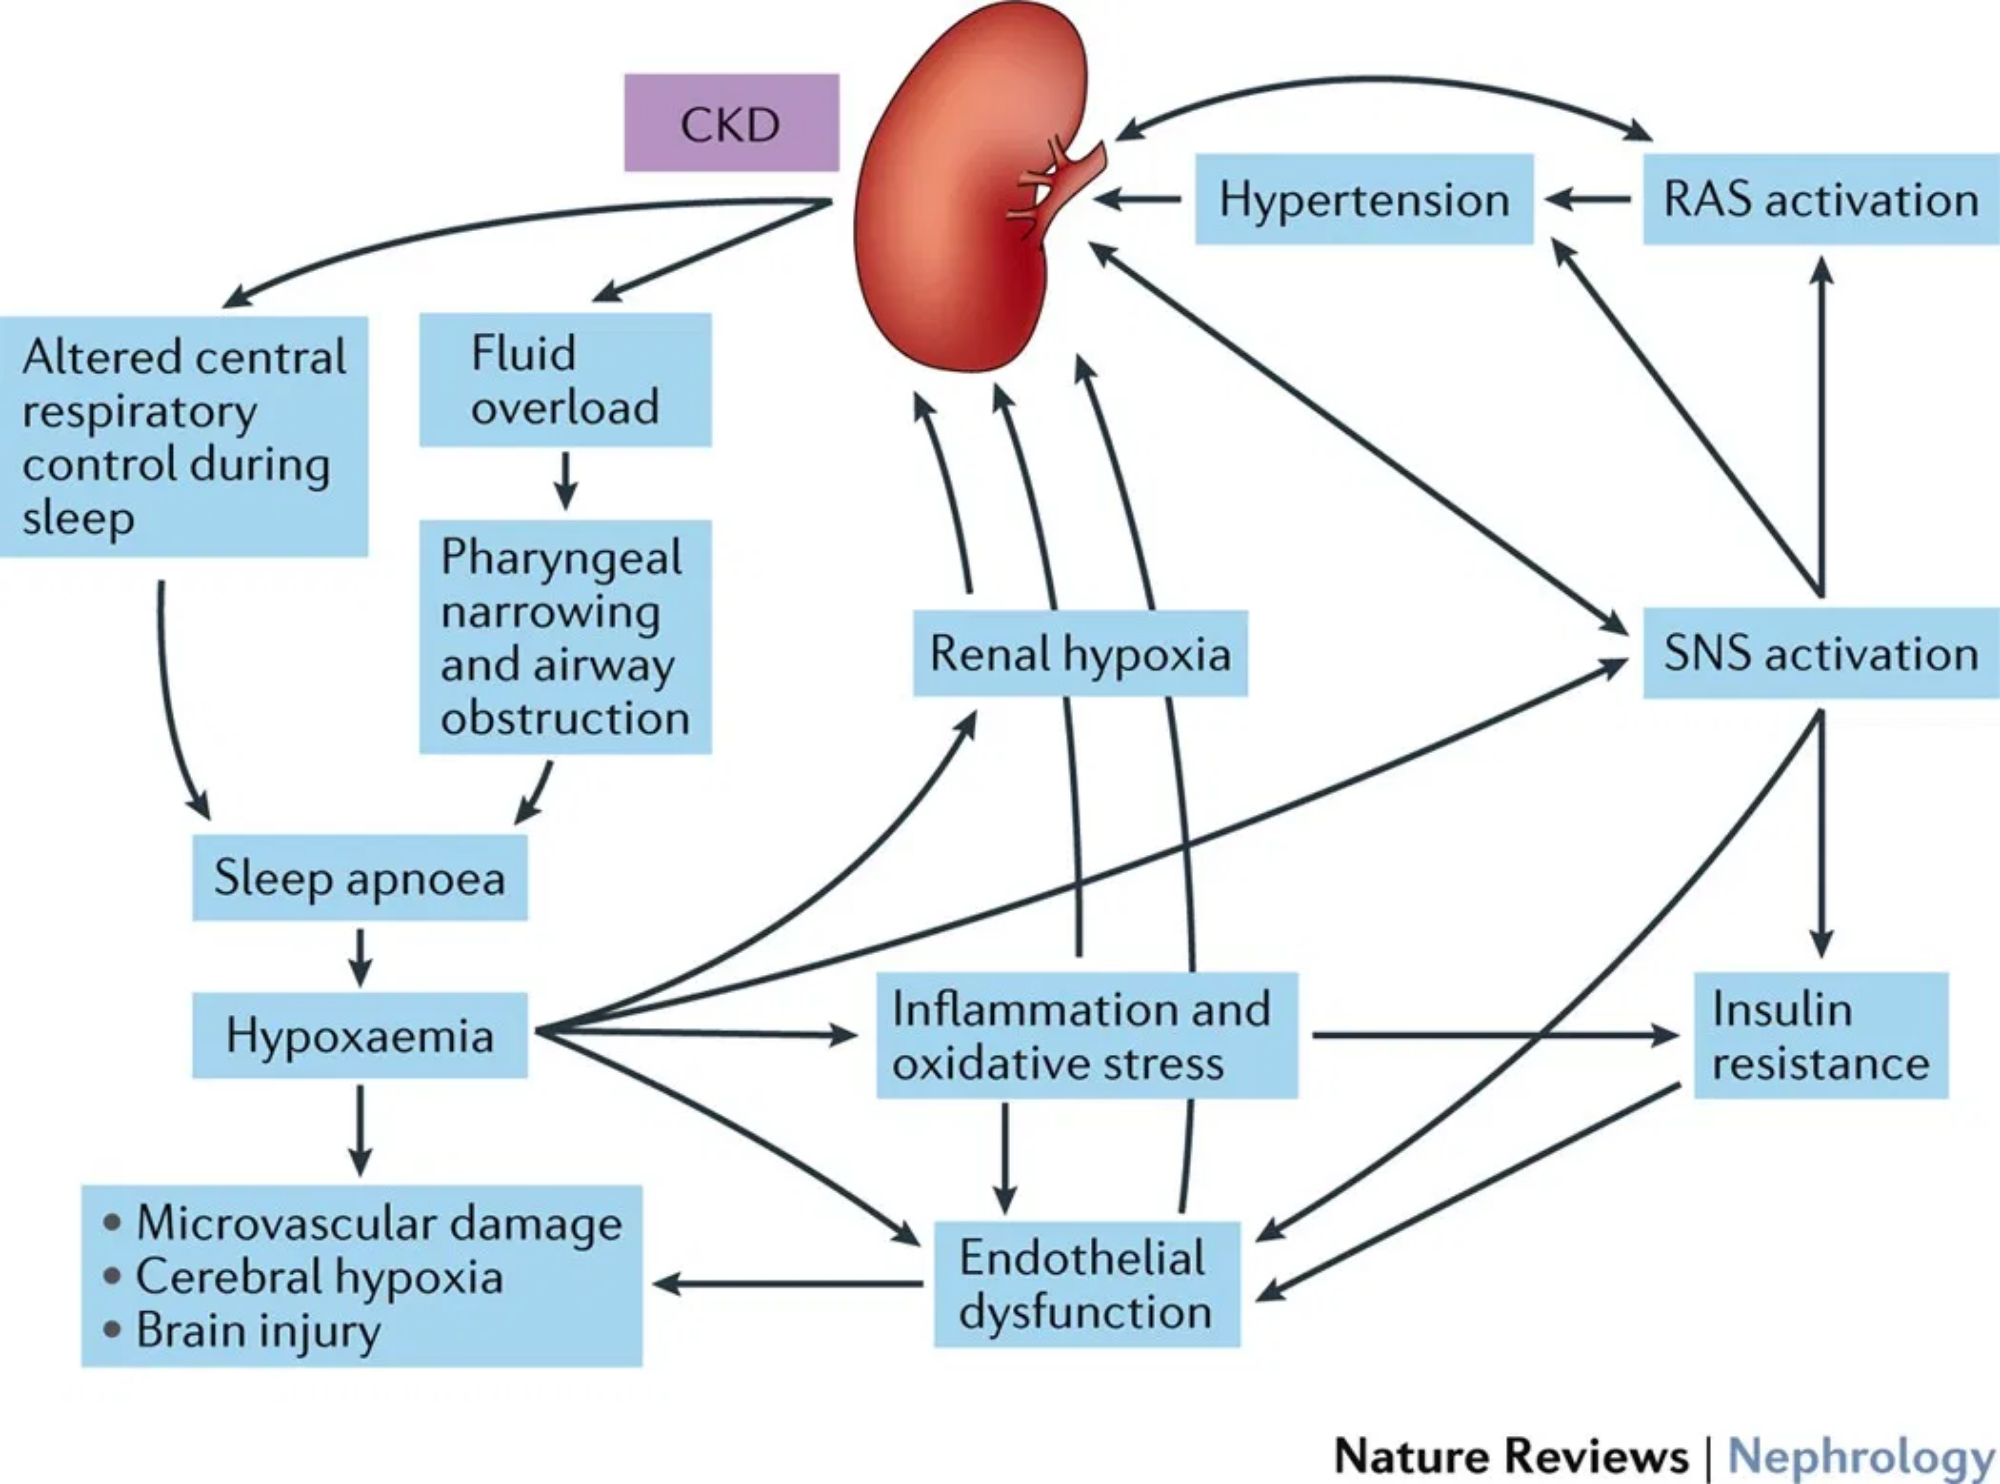 CKD
Hypertension
RAS activation
Altered central
respiratory
control during
sleep
Fluid
overload
Pharyngeal
narrowing
and airway
obstruction
Renal hypoxia
SNS activation
Sleep apnoea
Hypoxaemia
Inflammation and
oxidative stress
Insulin
resistance
• Microvascular damage
• Cerebral hypoxia
• Brain injury
Endothelial
dysfunction
Nature Reviews | Nephrology